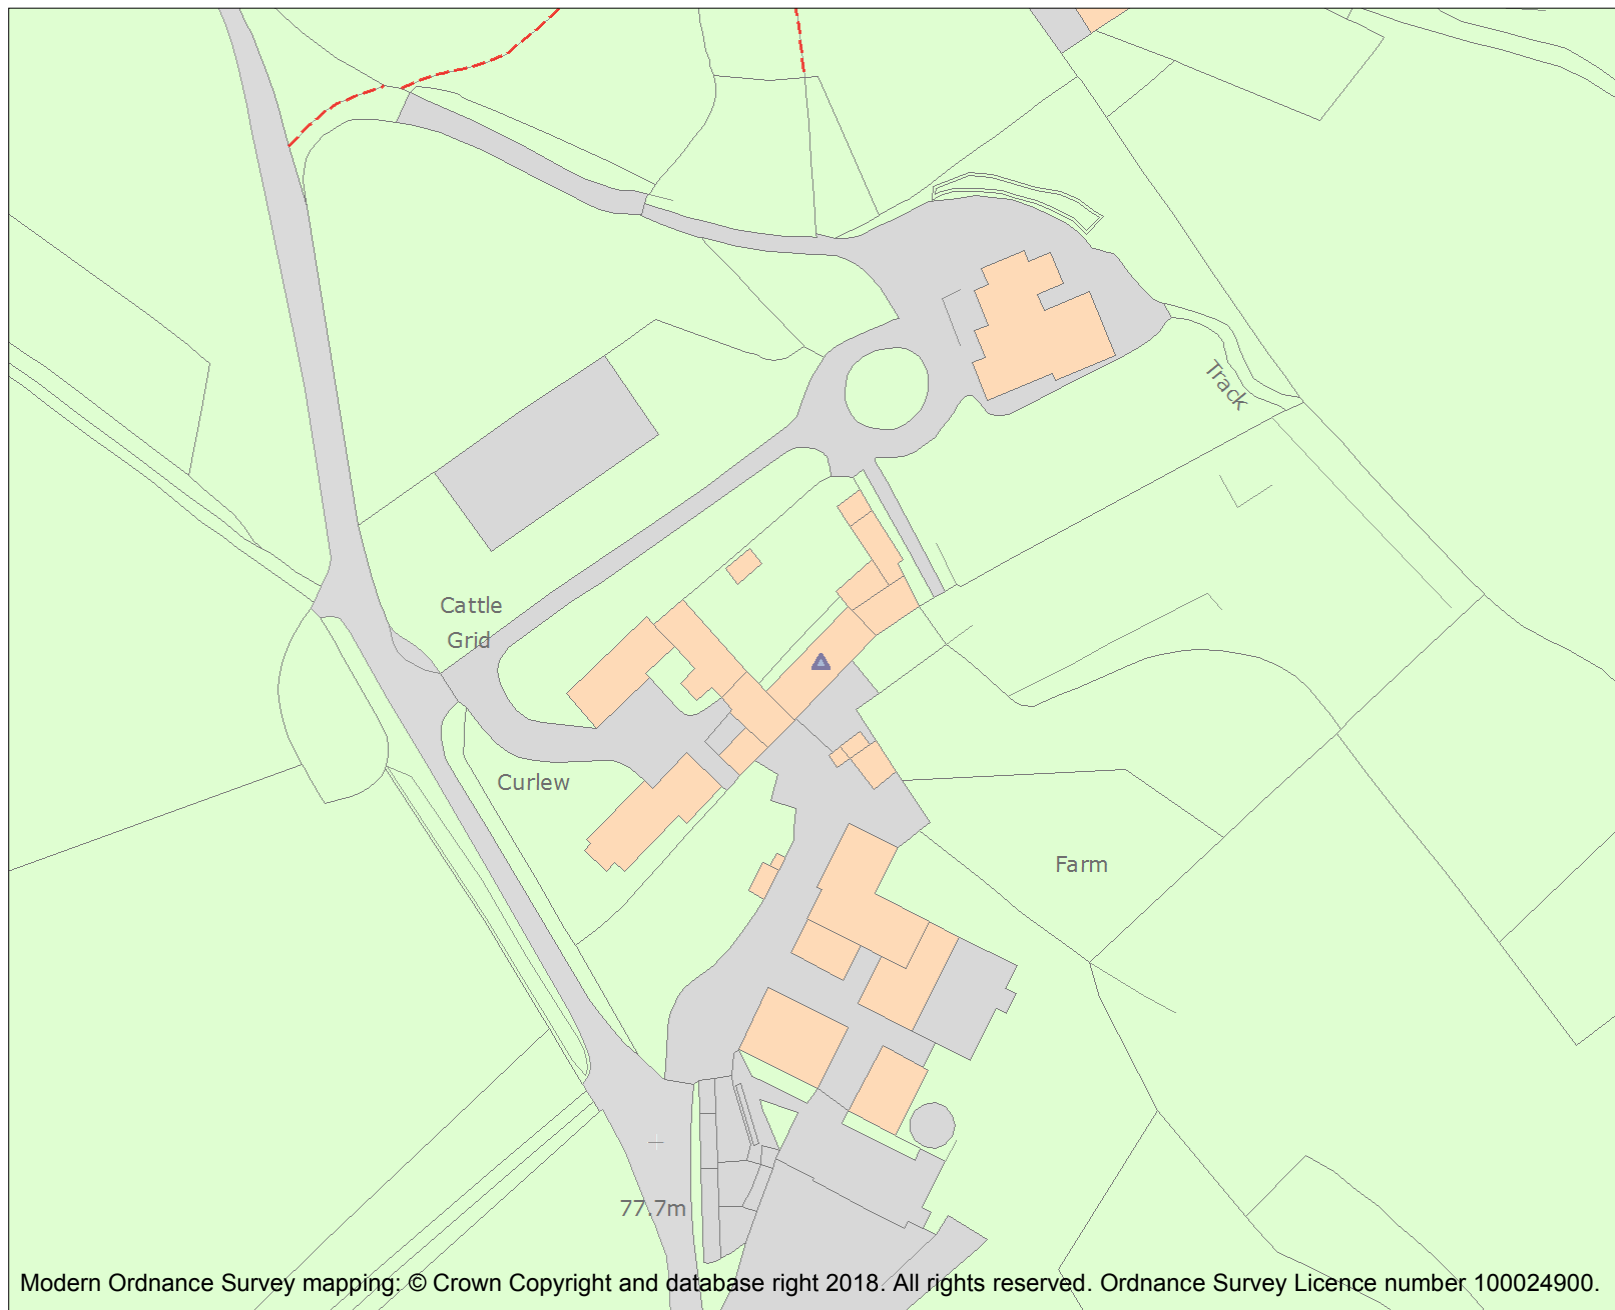 Track
Cattle
Grid
Curlew
Farm
77.7m
Modern Ordnance Survey mapping: © Crown Copyright and database right 2018. All rights reserved. Ordnance Survey Licence number 100024900.